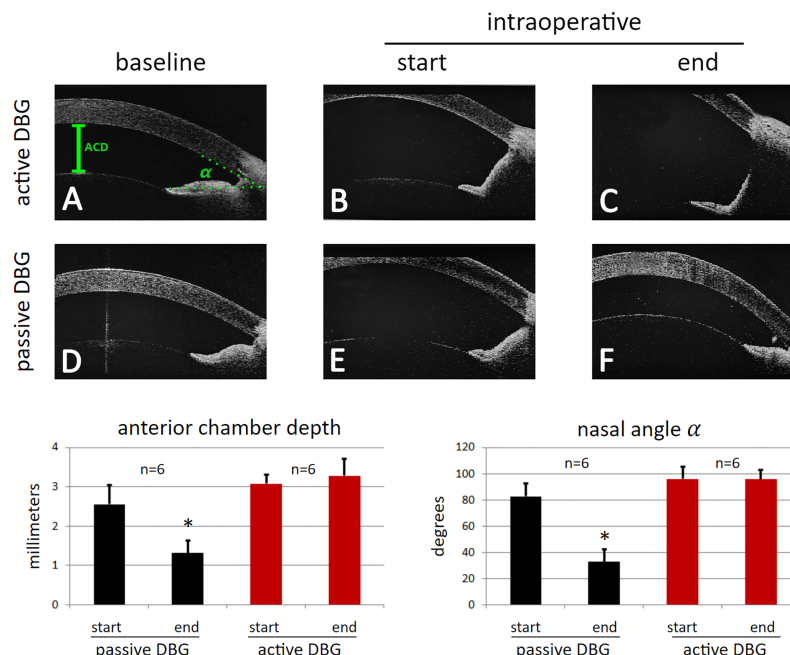 intraoperative
baseline start end
active DBG
ACD
α
A B C
passive DBG
D E F
anterior chamber depth
millimeters
4
3
2
1
0
n=6 n=6
*
start end start end
passive DBG active DBG
nasal angle α
degrees
120
100
80
60
40
20
0
n=6 n=6
*
start end start end
passive DBG active DBG